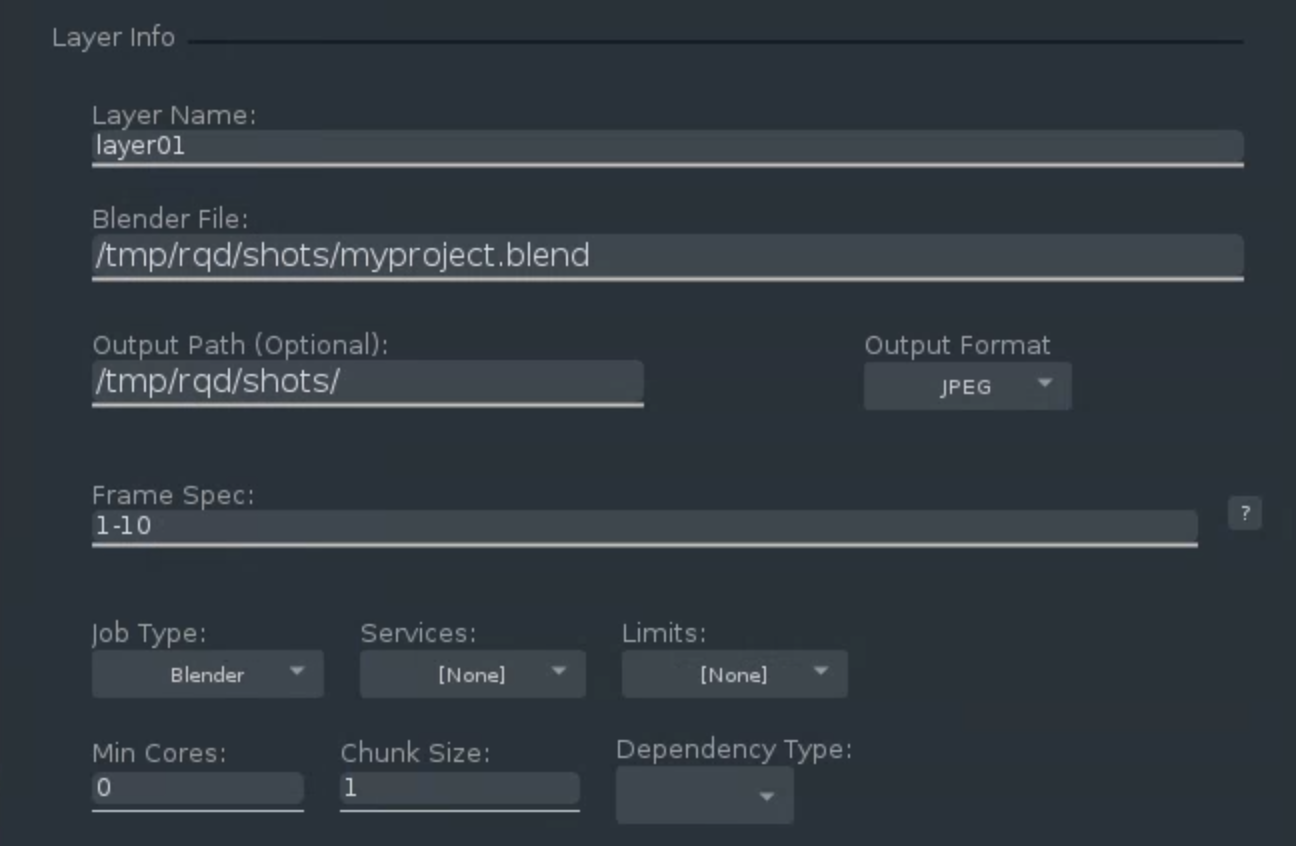 Layer Info
Layer Name:
layer01
Blender File:
/tmp/rqd/shots/myproject.blend
Output Path (Optional): Output Format
/tmp/rqd/shots/ JPEG
Frame Spec:
1-10 ?
Job Type: Services: Limits:
Blender [None] [None]
Min Cores: Chunk Size: Dependency Type:
0 1